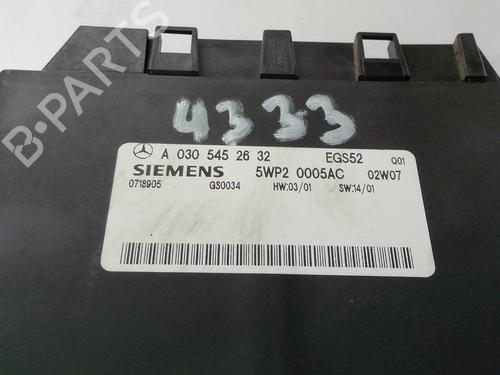 B-PARTS
4333
A 030 545 26 32 EGS52 Q01
SIEMENS 5WP2 0005AC 02W07
0718905 GS0034 HW:03/01 SW:14/01